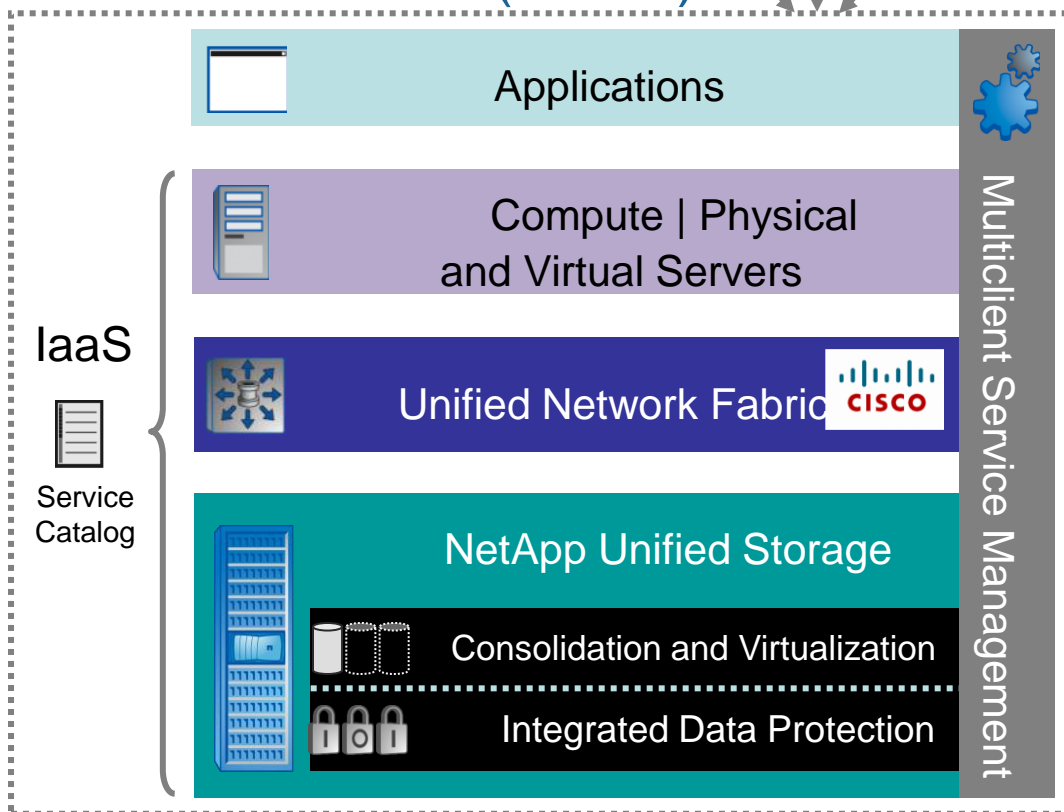 Applications
Compute | Physical
and Virtual Servers
IaaS
Service
Catalog
Unified Network Fabric
CISCO
NetApp Unified Storage
Consolidation and Virtualization
I O I
Integrated Data Protection
Multiclient Service Management